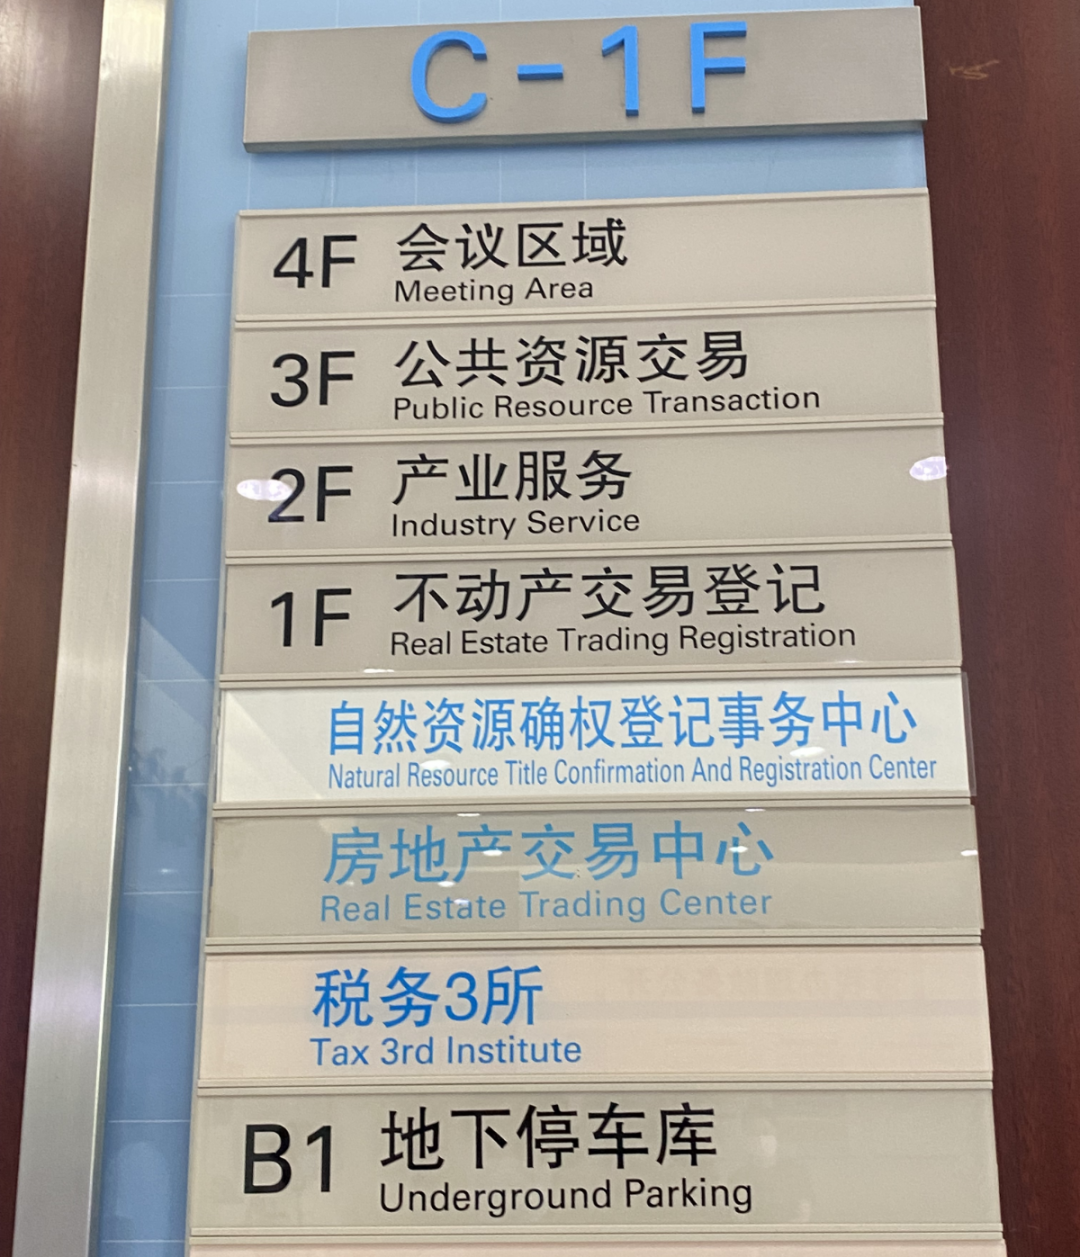 C-1F
4F 会议区域
Meeting Area
3F 公共资源交易
Public Resource Transaction
2F 产业服务
Industry Service
1F 不动产交易登记
Real Estate Trading Registration
自然资源确权登记事务中心
Natural Resource Title Confirmation And Registration Center
房地产交易中心
Real Estate Trading Center
税务3所
Tax 3rd Institute
B1 地下停车库
Underground Parking